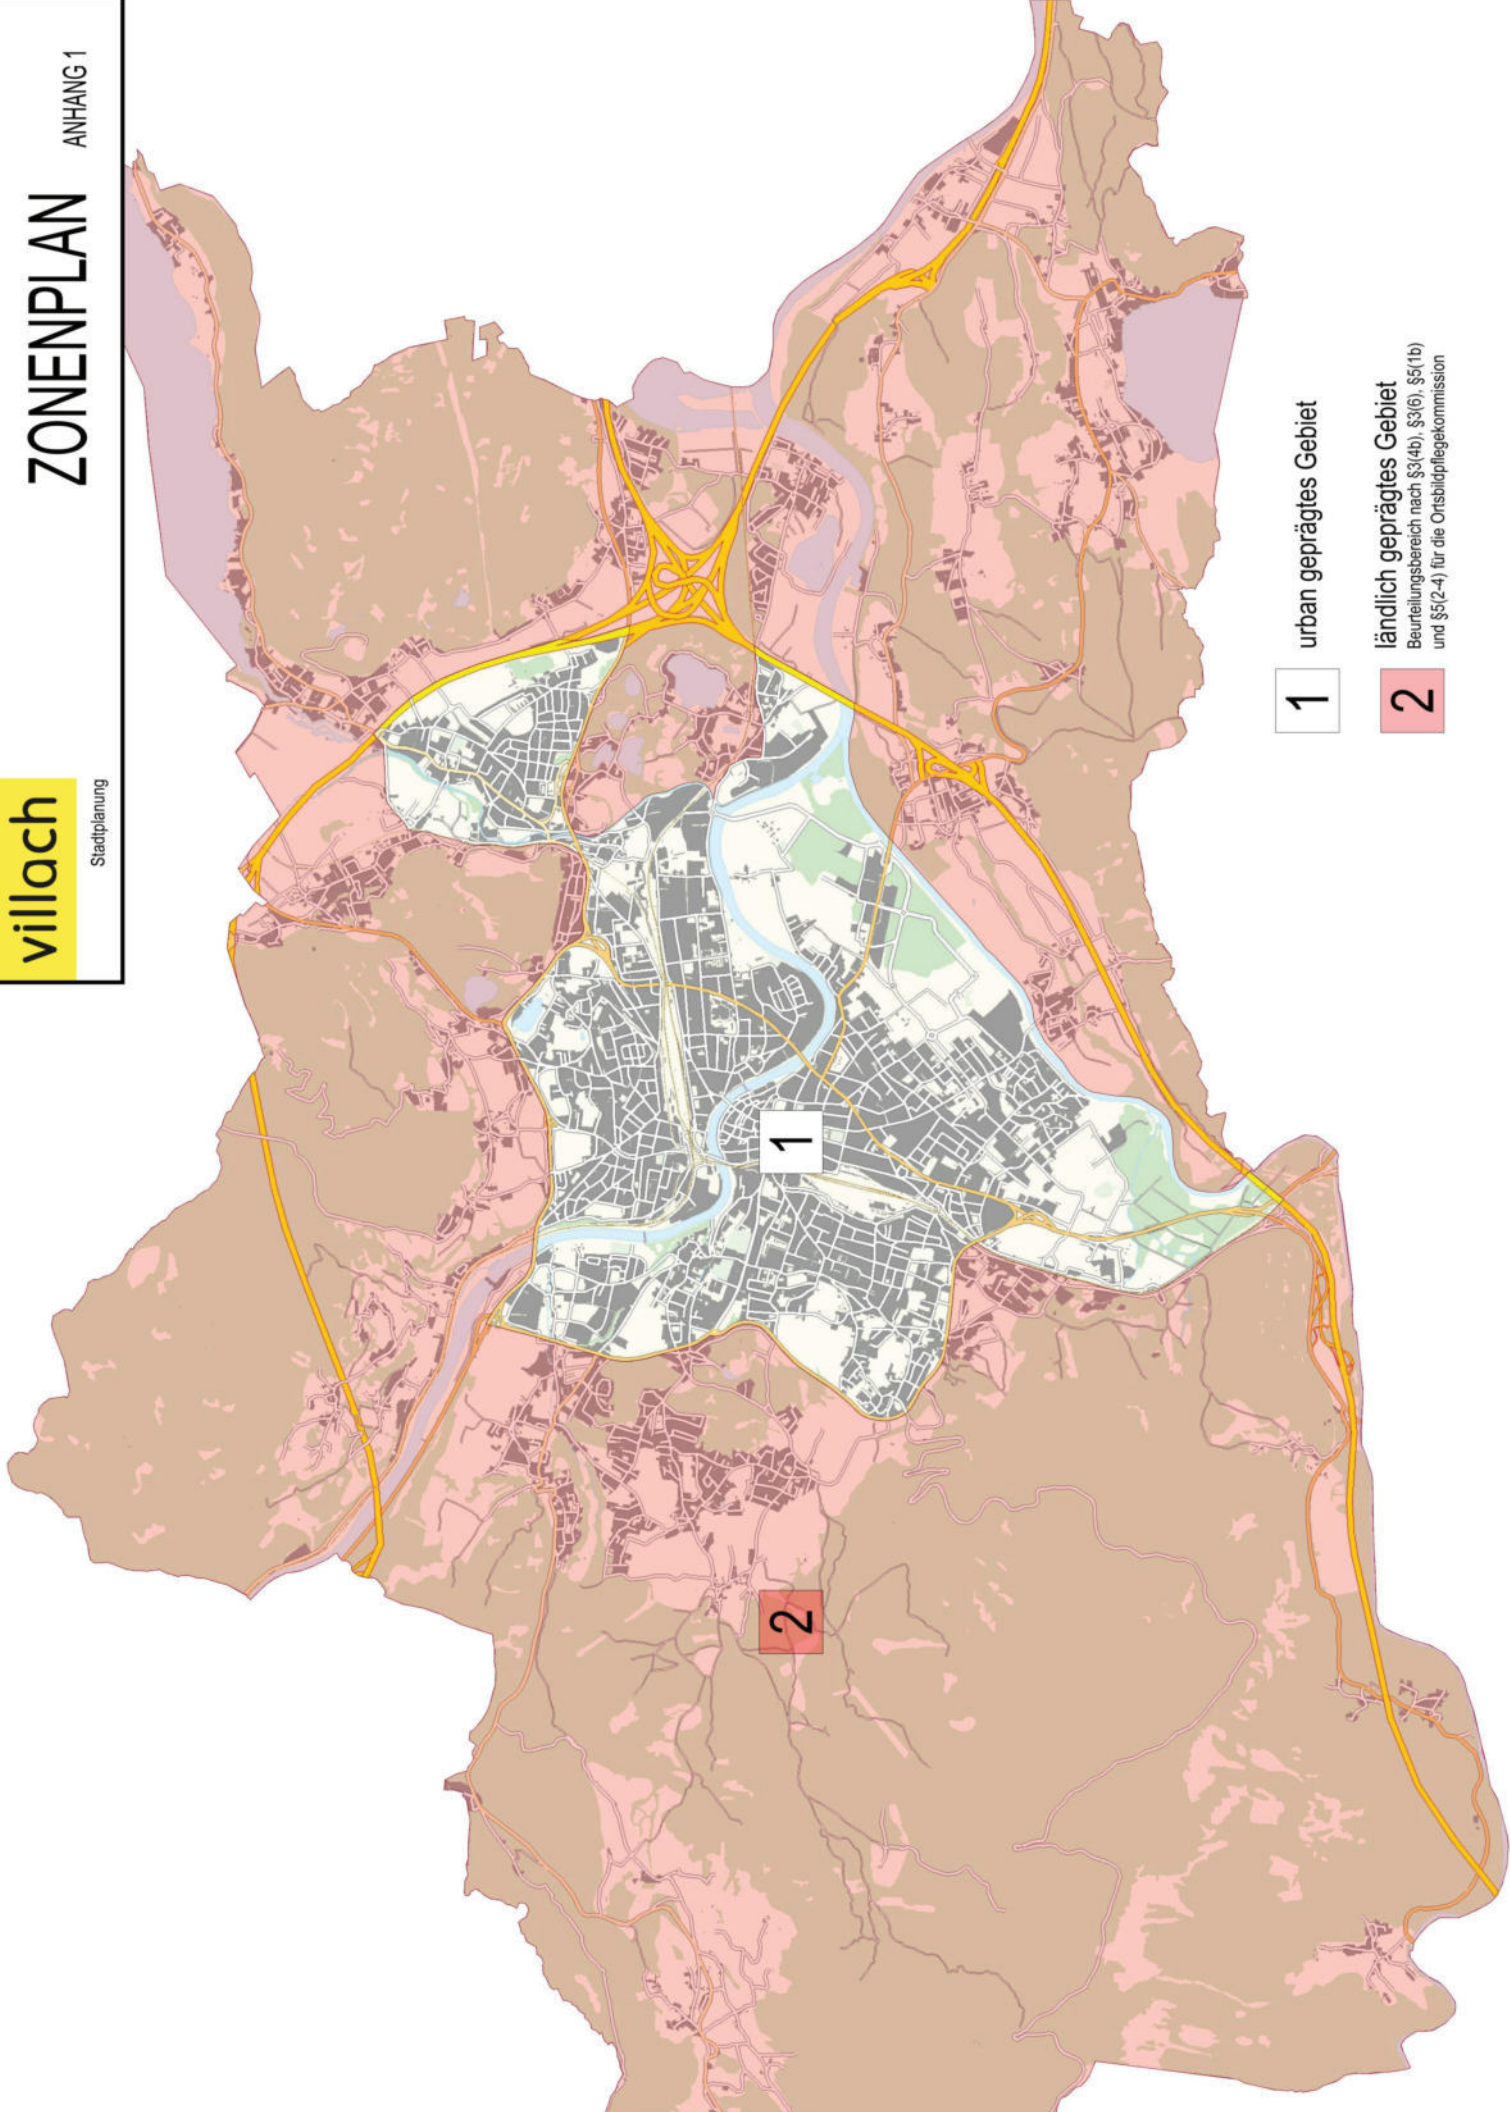 villach
Stadtplanung
ZONENPLAN
ANHANG 1
1
2
1 urban geprägtes Gebiet
2 ländlich geprägtes Gebiet
Beurteilungsbereich nach §3(4b), §3(6), §5(1b)
und §5(2-4) für die Ortsbildpflegekommission